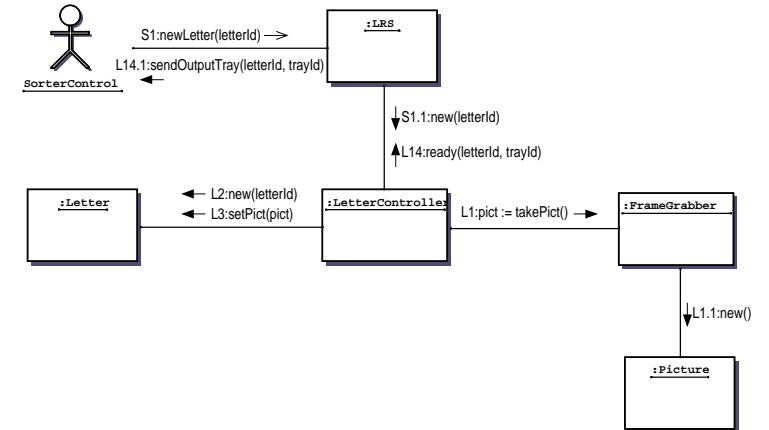 S1:newLetter(letterId)
:LRS
L14.1:sendOutputTray(letterId, trayId)
SorterControl
S1.1:new(letterId)
L14:ready(letterId, trayId)
L2:new(letterId)
L3:setPict(pict)
:Letter
:LetterController
L1:pict := takePict()
:FrameGrabber
L1.1:new()
:Picture